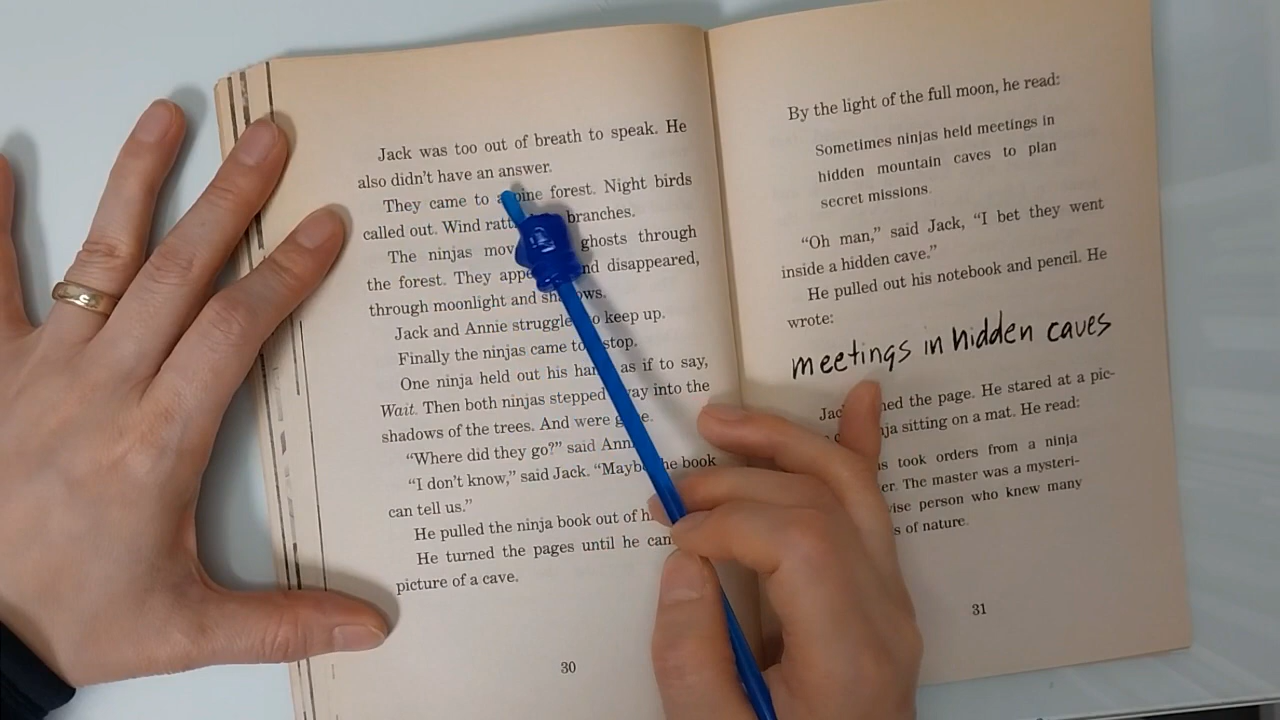 Jack was too out of breath to speak. He
also didn't have an answer.
They came to a pine forest. Night birds
called out. Wind branches.
The ninjas ghosts through
the forest. They disappeared,
through moonlight and
Jack and Annie to keep up.
Finally the ninjas came to stop.
One ninja held out his as if to say,
Wait. Then both ninjas stepped into the
shadows of the trees. And were
"Where did they go?" said
"I don't know," said Jack. "Maybe the book
can tell us."
He pulled the ninja book out of
He turned the pages until he
picture of a cave.
30
By the light of the full moon, he read:
Sometimes ninjas held meetings in
hidden mountain caves to plan
secret missions.
"Oh man," said Jack, "I bet they went
inside a hidden cave."
He pulled out his notebook and pencil. He
wrote:
meetings in hidden caves
the page. He stared at a pic-
sitting on a mat. He read:
took orders from a ninja
The master was a mysteri-
person who knew many
of nature.
31